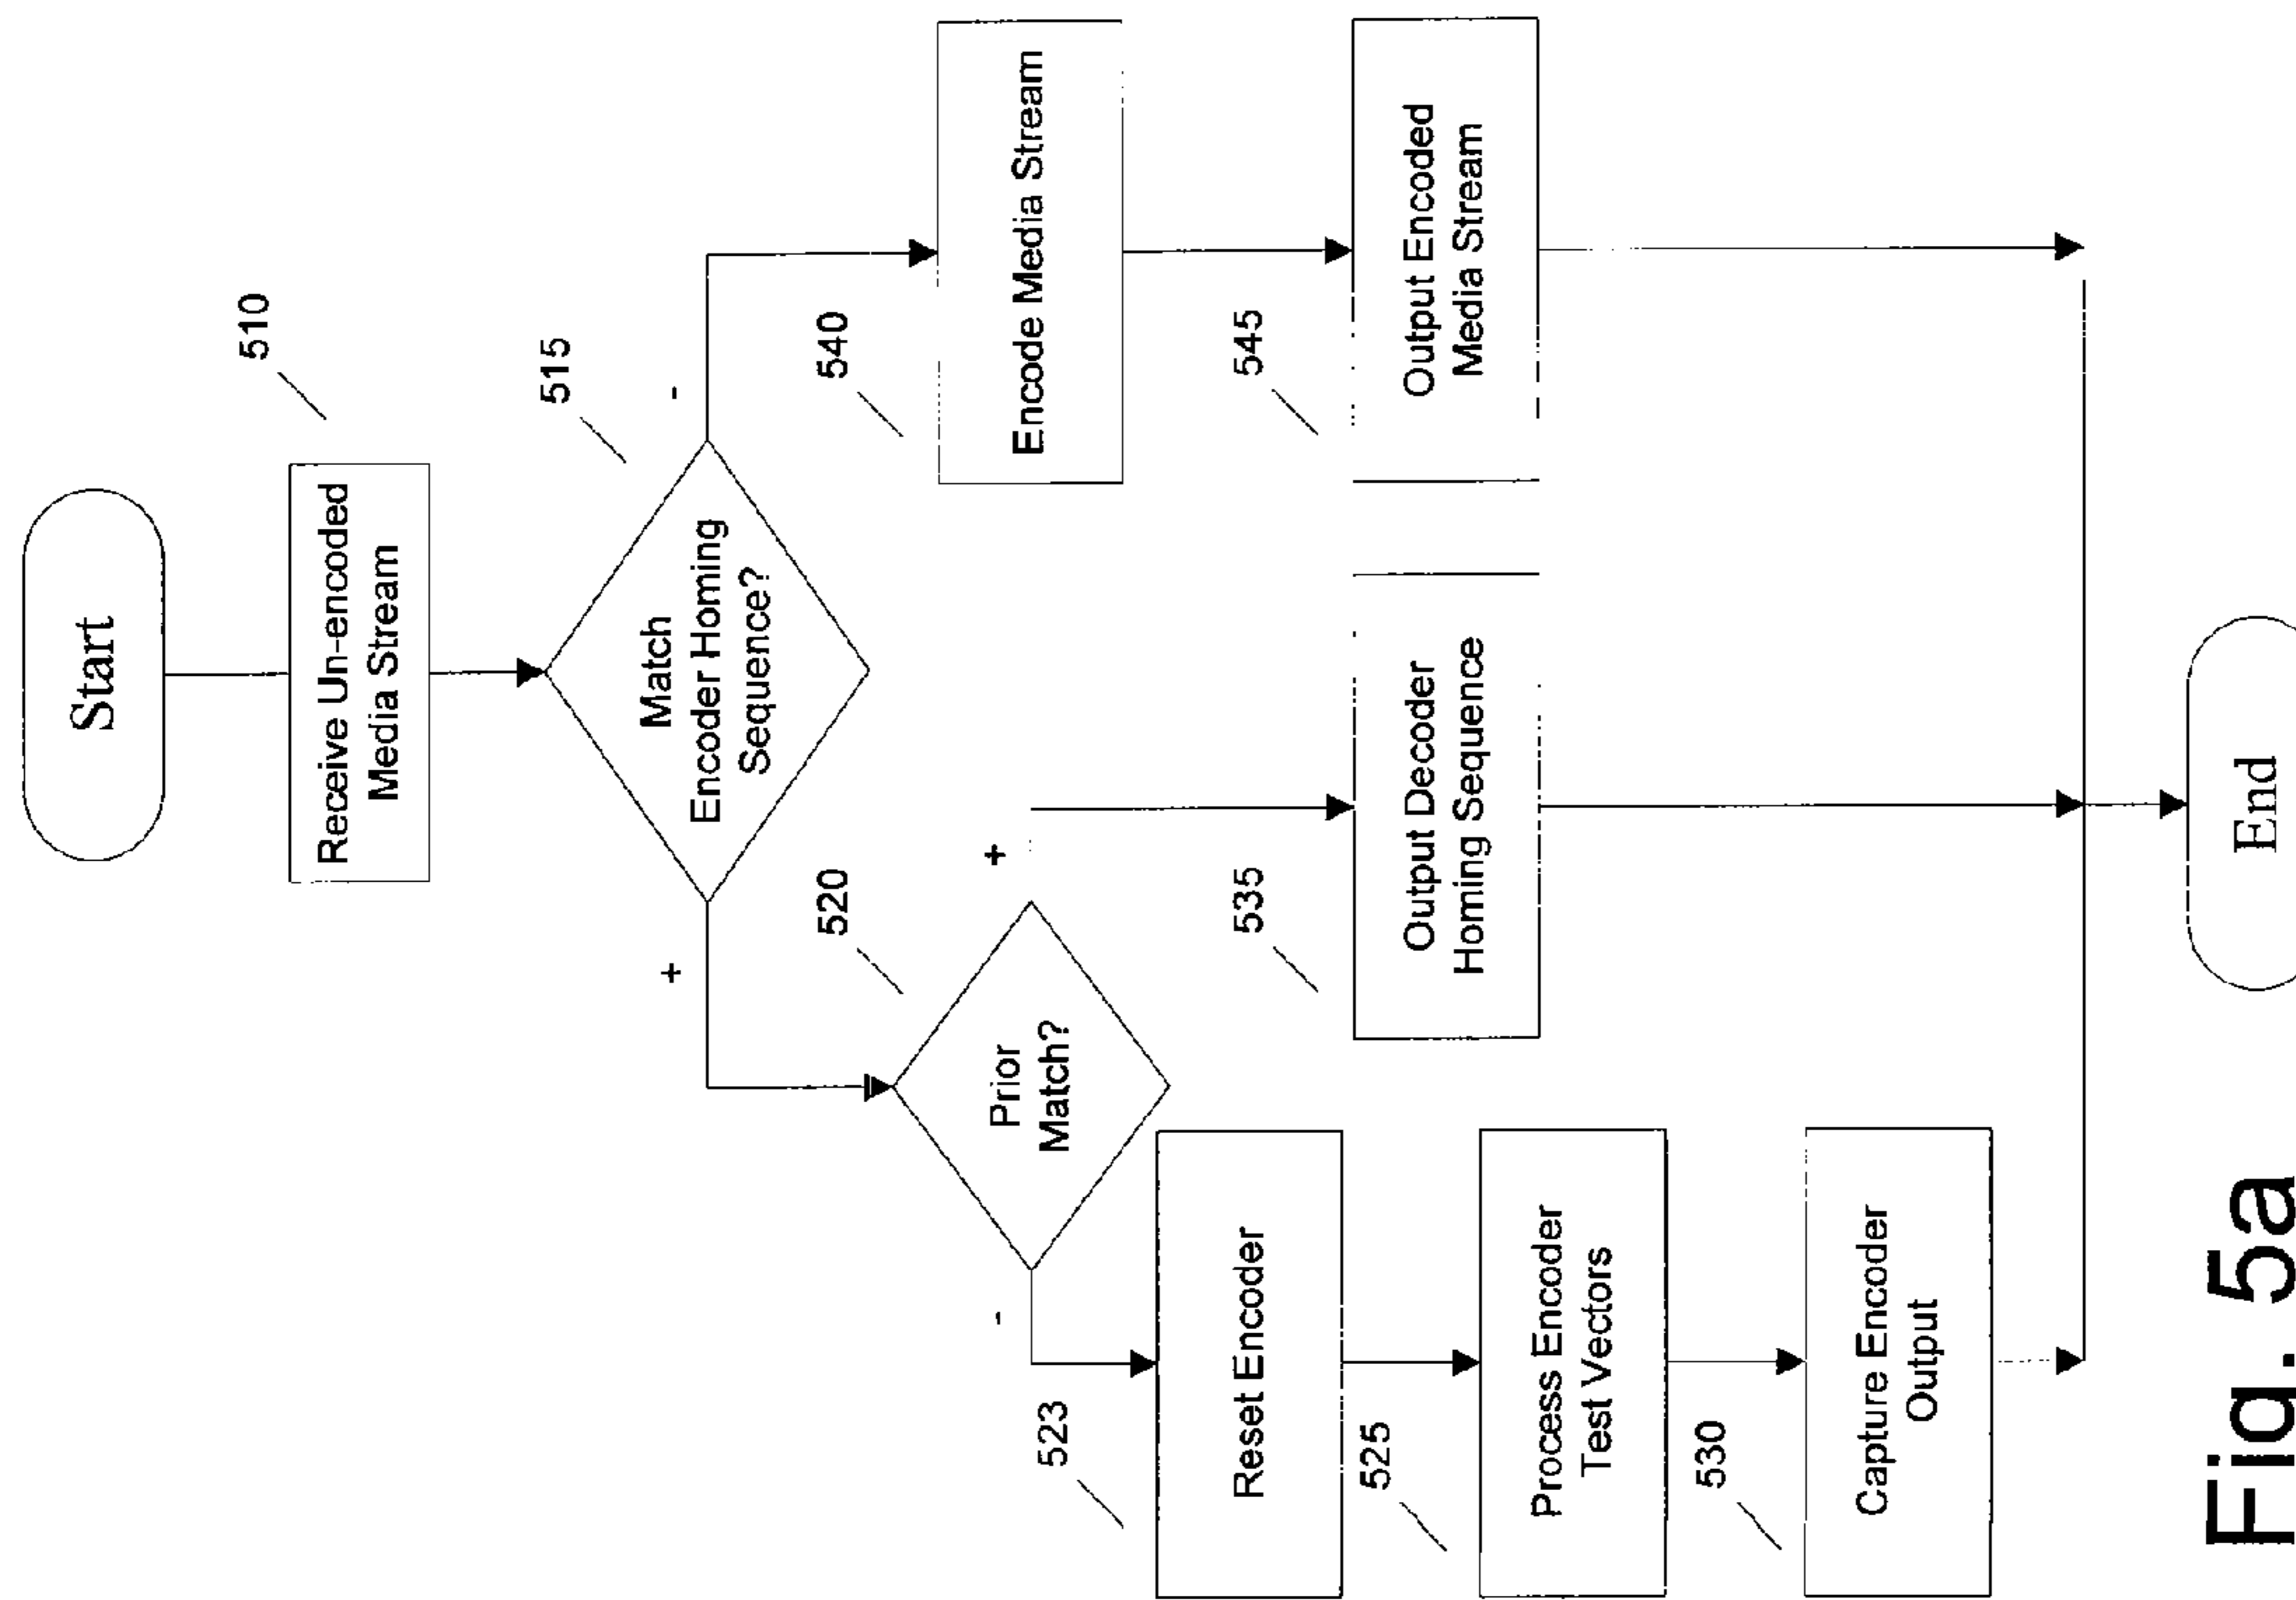 Start
510
Receive Un-encoded
Media Stream
515
Match
Encoder Homing
Sequence?
+
-
520
Prior
Match?
-
+
540
Encode Media Stream
523
Reset Encoder
535
Output Decoder
Homing Sequence
545
Output Encoded
Media Stream
525
Process Encoder
Test Vectors
530
Capture Encoder
Output
End
Fig. 5a